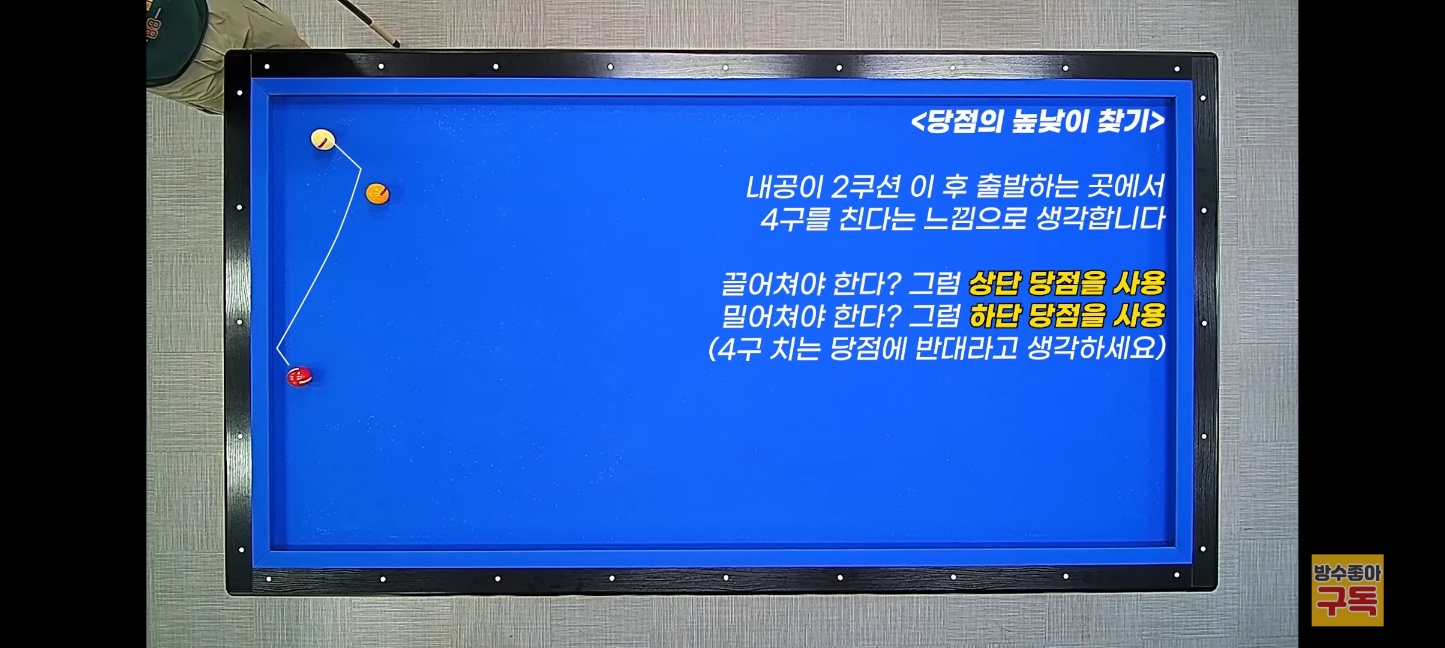 <당점의 높낮이 찾기>
내공이 2쿠션 이 후 출발하는 곳에서
4구를 친다는 느낌으로 생각합니다
끌어쳐야 한다? 그럼 상단 당점을 사용
밀어쳐야 한다? 그럼 하단 당점을 사용
(4구 치는 당점에 반대라고 생각하세요)
방수좋아
구독